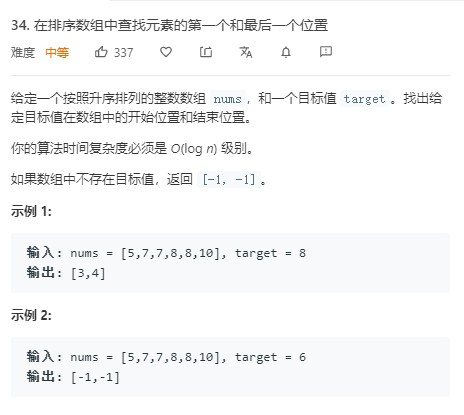 34. 在排序数组中查找元素的第一个和最后一个位置
难度 中等 337
给定一个按照升序排列的整数数组 nums，和一个目标值 target。找出给
定目标值在数组中的开始位置和结束位置。
你的算法时间复杂度必须是 O(log n) 级别。
如果数组中不存在目标值，返回 [-1, -1]。
示例 1:
输入: nums = [5,7,7,8,8,10], target = 8
输出: [3,4]
示例 2:
输入: nums = [5,7,7,8,8,10], target = 6
输出: [-1,-1]